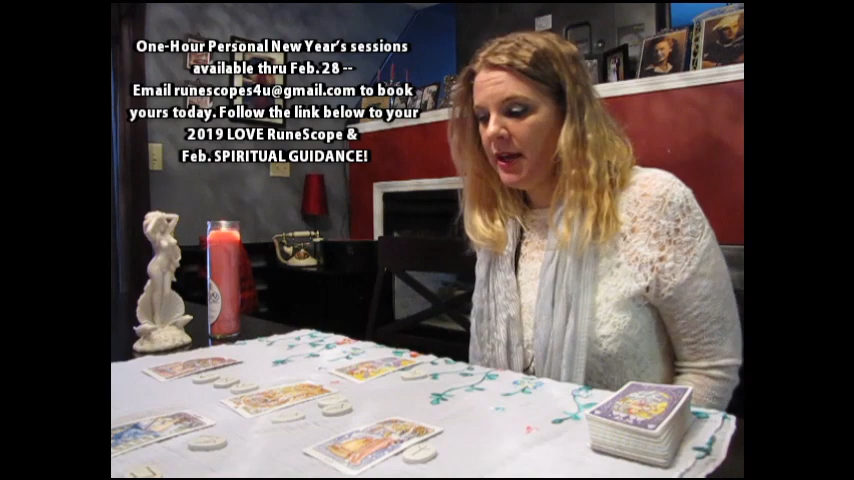 One-Hour Personal New Year's sessions
available thru Feb. 28 --
Email runescopes4u@gmail.com to book
yours today. Follow the link below to your
2019 LOVE RuneScope &
Feb. SPIRITUAL GUIDANCE!